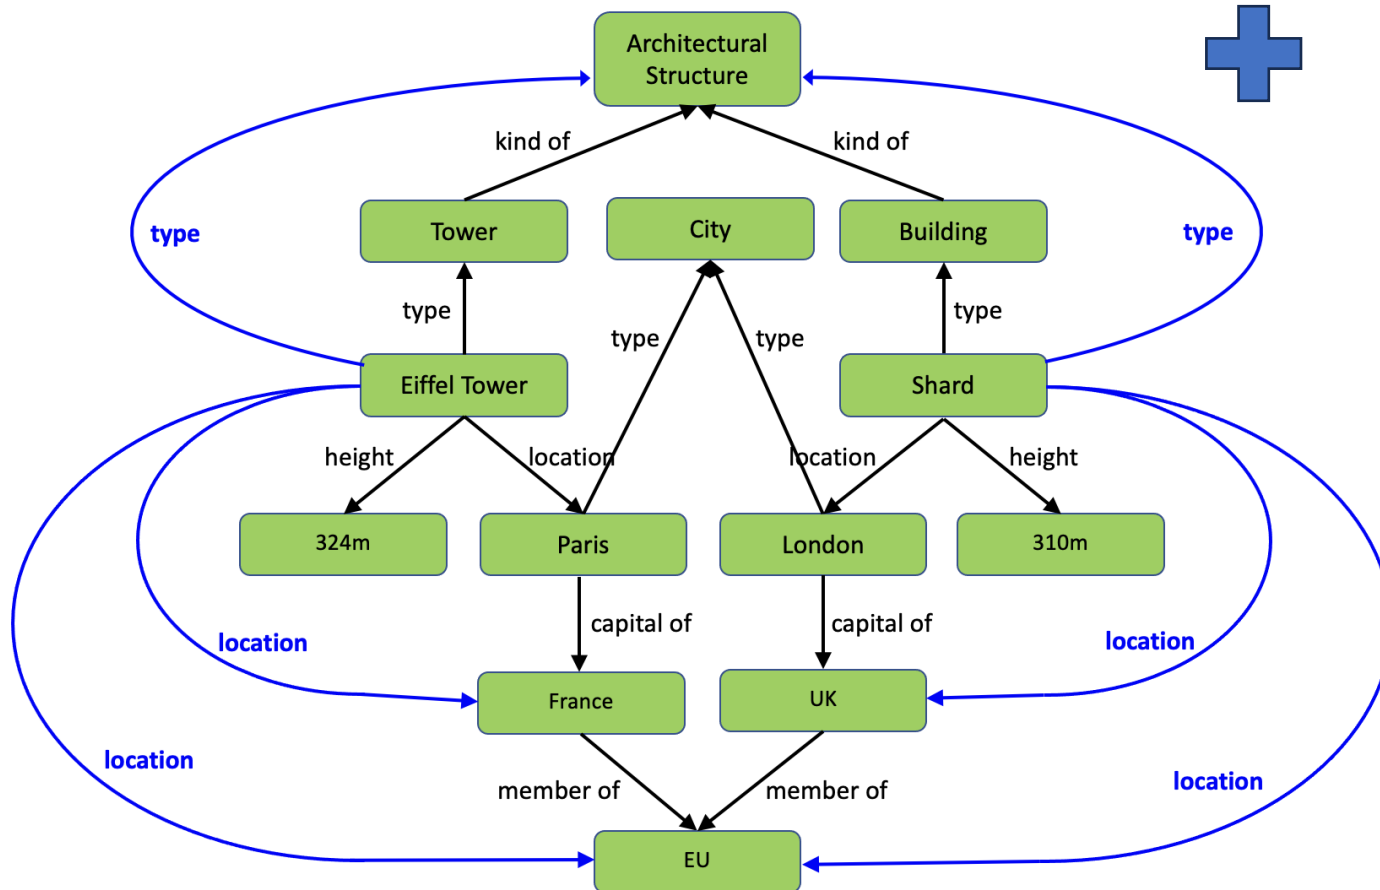 Architectural
Structure
kind of
kind of
Tower
City
Building
type
type
type
type
type
type
Eiffel Tower
Shard
height
location
location
height
324m
Paris
London
310m
capital of
capital of
location
location
France
UK
location
member of
member of
location
EU